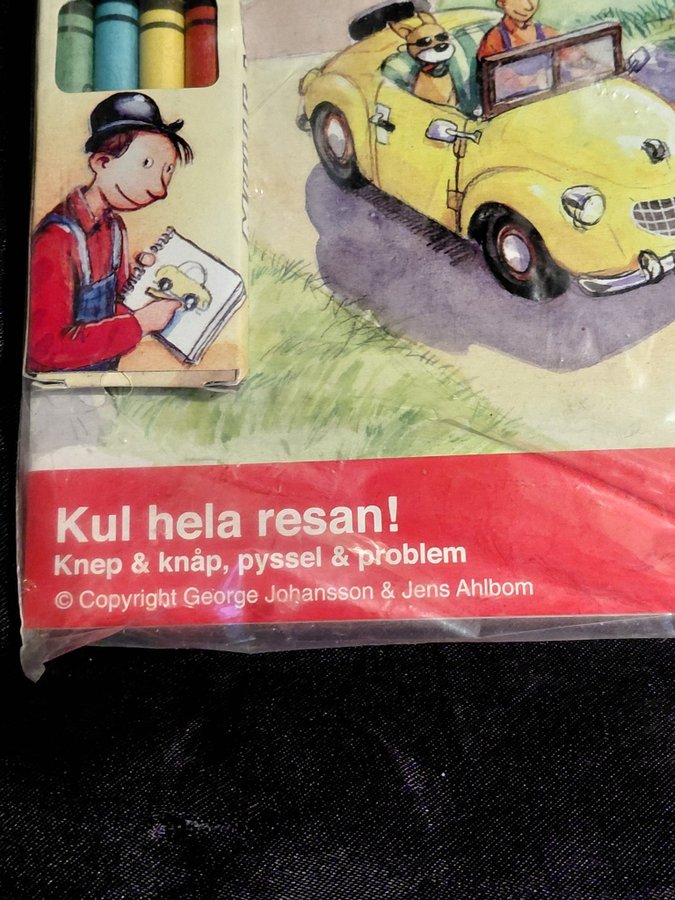 Kul hela resan!
Knep & knåp, pyssel & problem
© Copyright George Johansson & Jens Ahlbom